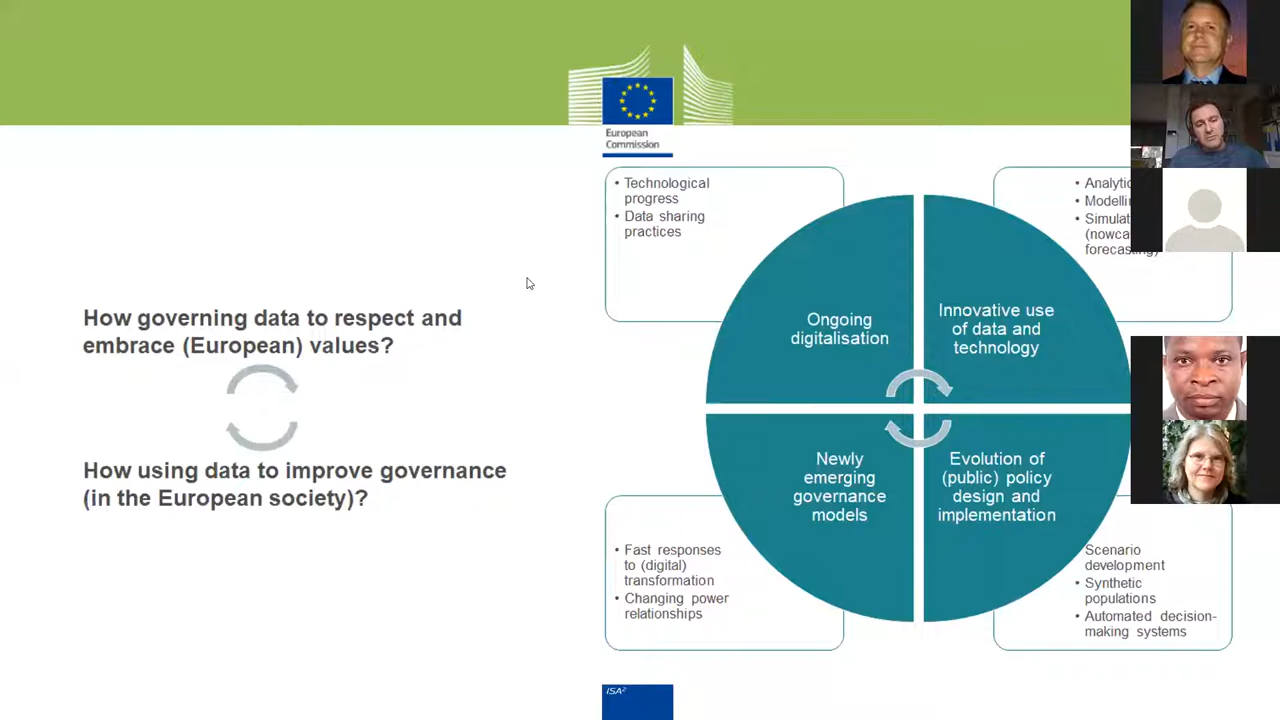 European
Commission
How governing data to respect and
embrace (European) values?
How using data to improve governance
(in the European society)?
• Technological
progress
• Data sharing
practices
Ongoing
digitalisation
Innovative use
of data and
technology
•
•
•
forecasting)
Newly
emerging
governance
models
Evolution of
(public) policy
design and
implementation
• Fast responses
to (digital)
transformation
• Changing power
relationships
Scenario
development
• Synthetic
populations
• Automated decision-
making systems
ISA²